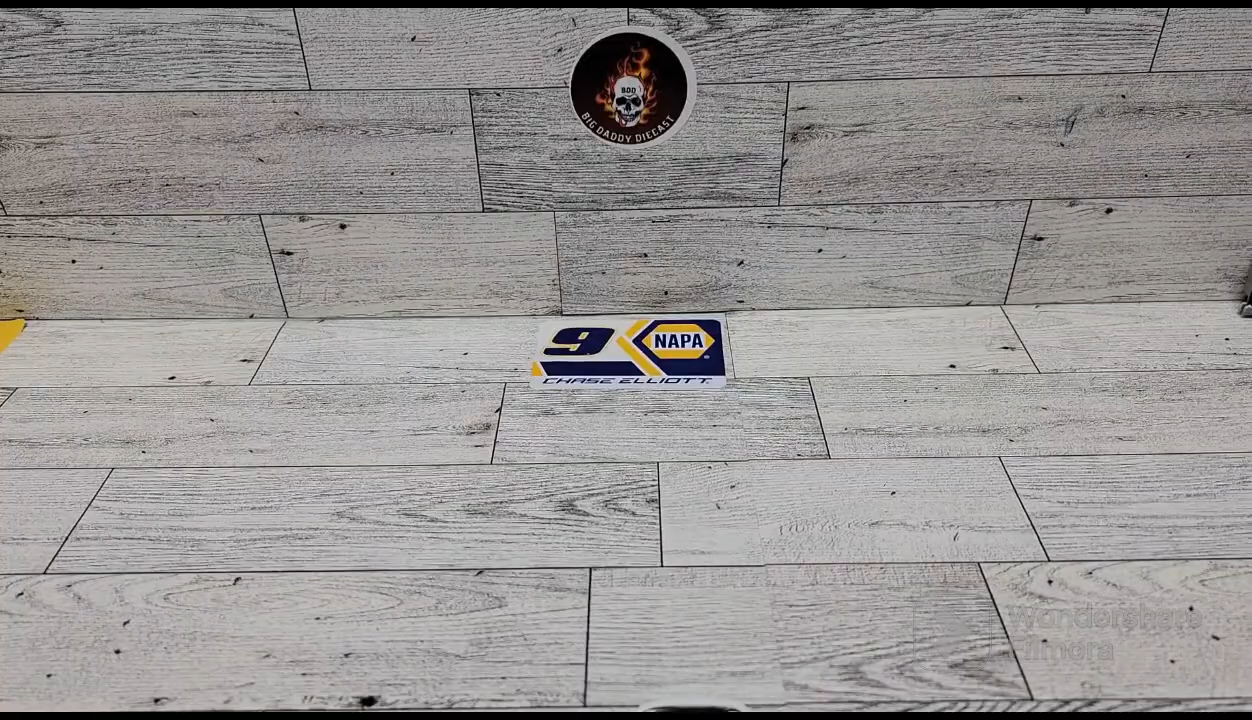 BDD
BIG DADDY DIECAST
9
NAPA
CHASE ELLIOTT
Wondershare
Filmora